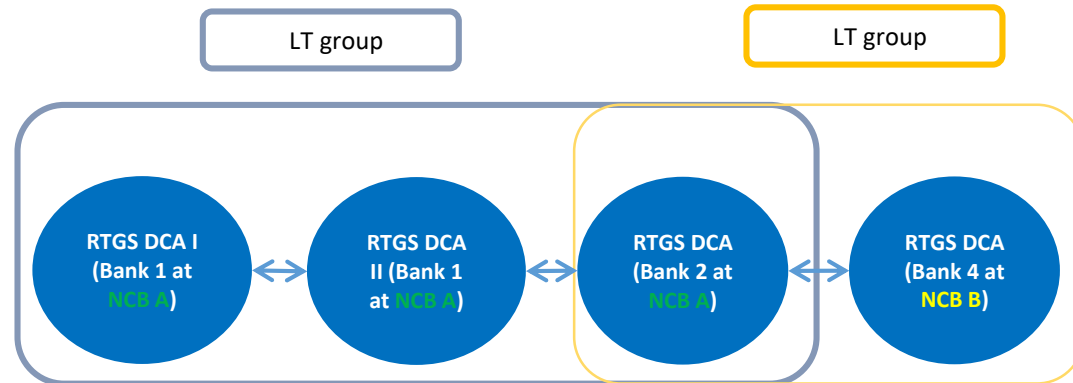 LT group
LT group
RTGS DCA I
(Bank 1 at
NCB A)
RTGS DCA
II (Bank 1
at NCB A)
RTGS DCA
(Bank 2 at
NCB A)
RTGS DCA
(Bank 4 at
NCB B)